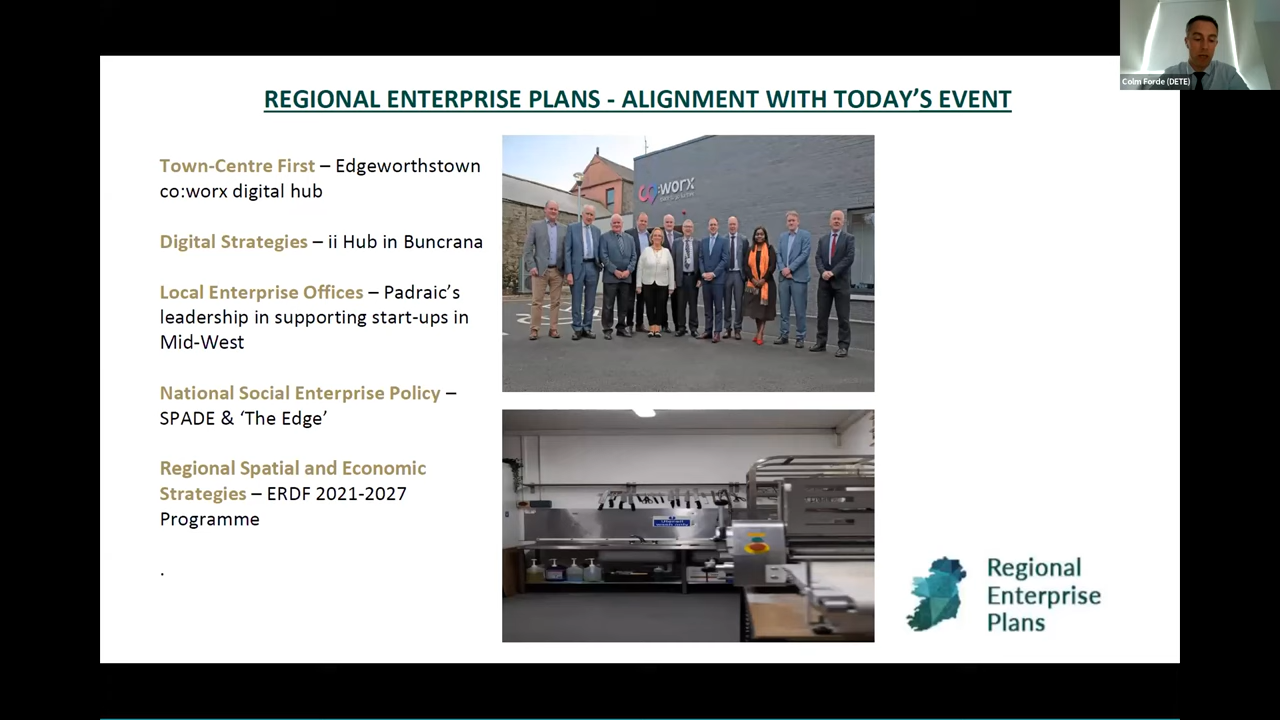 Colm Forde (DETE)
REGIONAL ENTERPRISE PLANS - ALIGNMENT WITH TODAY'S EVENT
Town-Centre First – Edgeworthstown
co:worx digital hub
Digital Strategies – ii Hub in Buncrana
Local Enterprise Offices – Padraic's
leadership in supporting start-ups in
Mid-West
National Social Enterprise Policy –
SPADE & 'The Edge'
Regional Spatial and Economic
Strategies – ERDF 2021-2027
Programme
.
co:worx
Regional
Enterprise
Plans